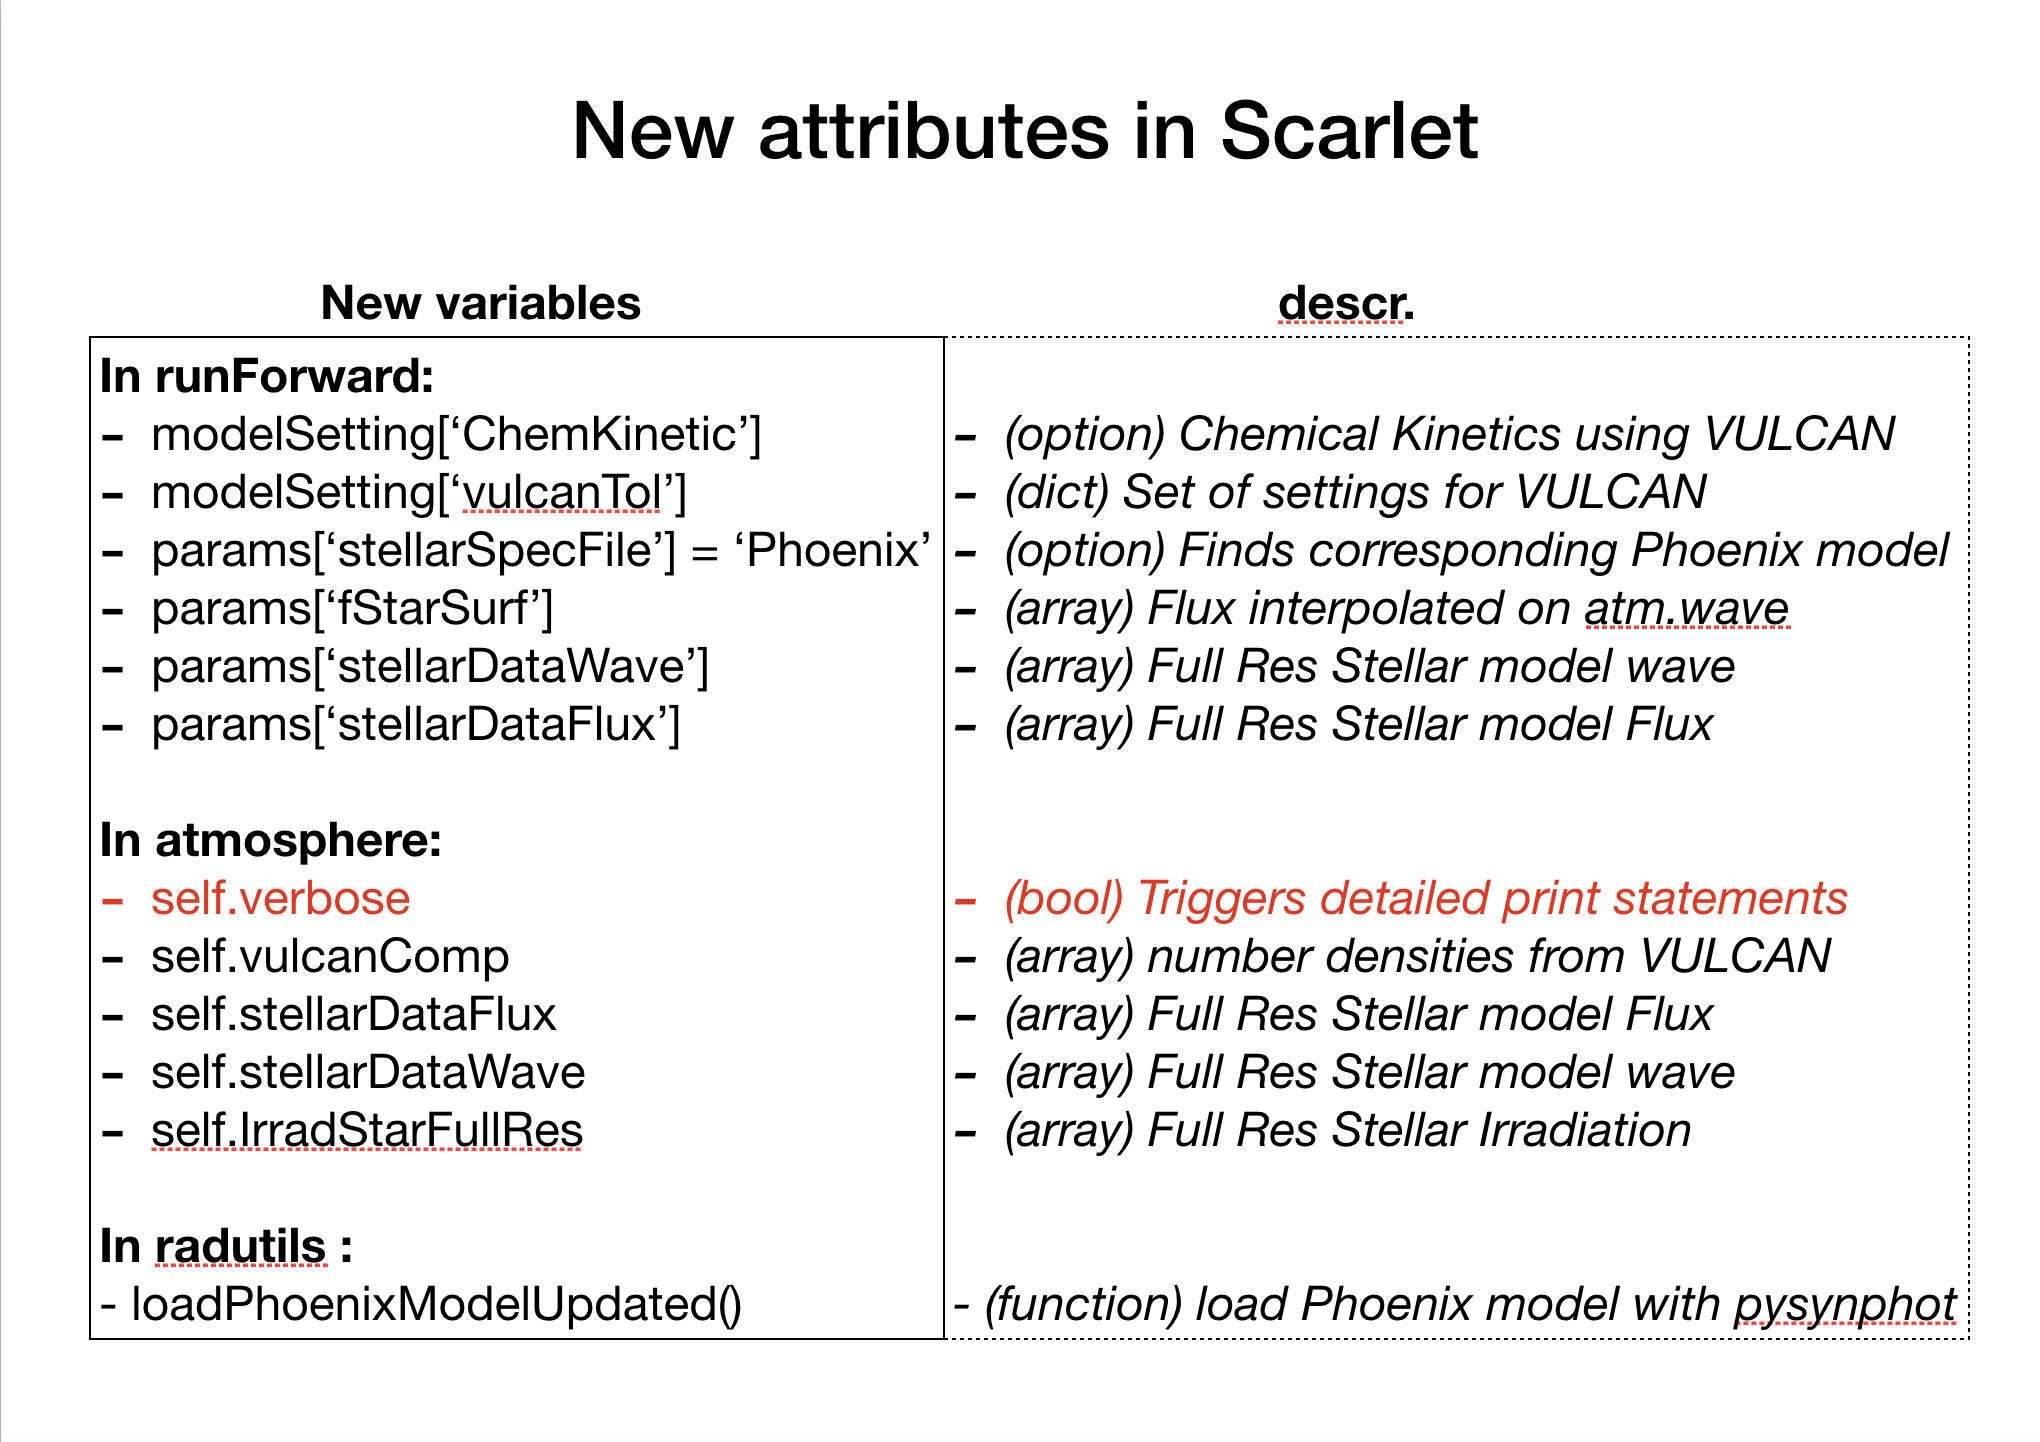 New attributes in Scarlet
New variables
descr.
In runForward:
- modelSetting[‘ChemKinetic’]
- (option) Chemical Kinetics using VULCAN
- modelSetting[‘vulcanTol’]
- (dict) Set of settings for VULCAN
- params[‘stellarSpecFile’] = ‘Phoenix’
- (option) Finds corresponding Phoenix model
- params[‘fStarSurf’]
- (array) Flux interpolated on atm.wave
- params[‘stellarDataWave’]
- (array) Full Res Stellar model wave
- params[‘stellarDataFlux’]
- (array) Full Res Stellar model Flux
In atmosphere:
- self.verbose
- (bool) Triggers detailed print statements
- self.vulcanComp
- (array) number densities from VULCAN
- self.stellarDataFlux
- (array) Full Res Stellar model Flux
- self.stellarDataWave
- (array) Full Res Stellar model wave
- self.IrradStarFullRes
- (array) Full Res Stellar Irradiation
In radutils :
- loadPhoenixModelUpdated()
- (function) load Phoenix model with pysynphot